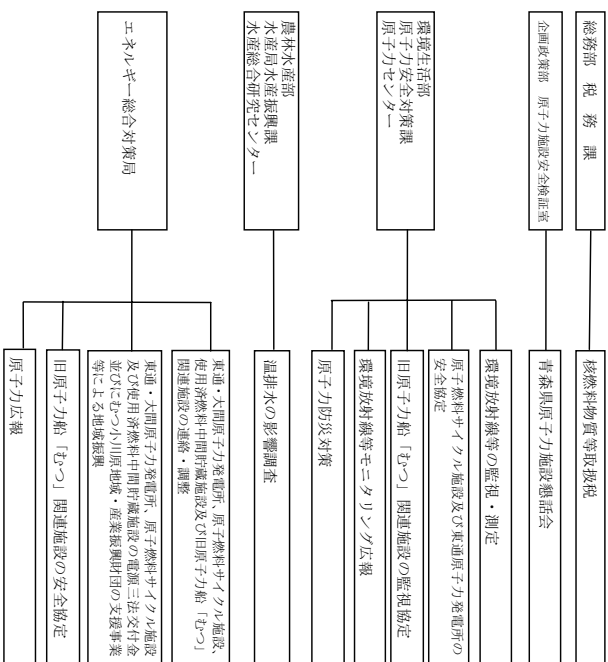 総務部 税 務 課
核燃料物質等取扱税
企画政策部 原子力施設安全検証室
青森県原子力施設懇話会
環境生活部
原子力安全対策課
原子力センター
環境放射線等の監視・測定
原子燃料サイクル施設及び東通原子力発電所の
安全協定
旧原子力船「むつ」関連施設の監視協定
環境放射線等モニタリング広報
原子力防災対策
農林水産部
水産局水産振興課
水産総合研究センター
温排水の影響調査
エネルギー総合対策局
東通・大間原子力発電所、原子燃料サイクル施設、
使用済燃料中間貯蔵施設及び旧原子力船「むつ」
関連施設の連絡・調整
東通・大間原子力発電所、原子燃料サイクル施設
及び使用済燃料中間貯蔵施設の電源三法交付金
並びにむつ小川原地域・産業振興財団の支援事業
等による地域振興
旧原子力船「むつ」関連施設の安全協定
原子力広報